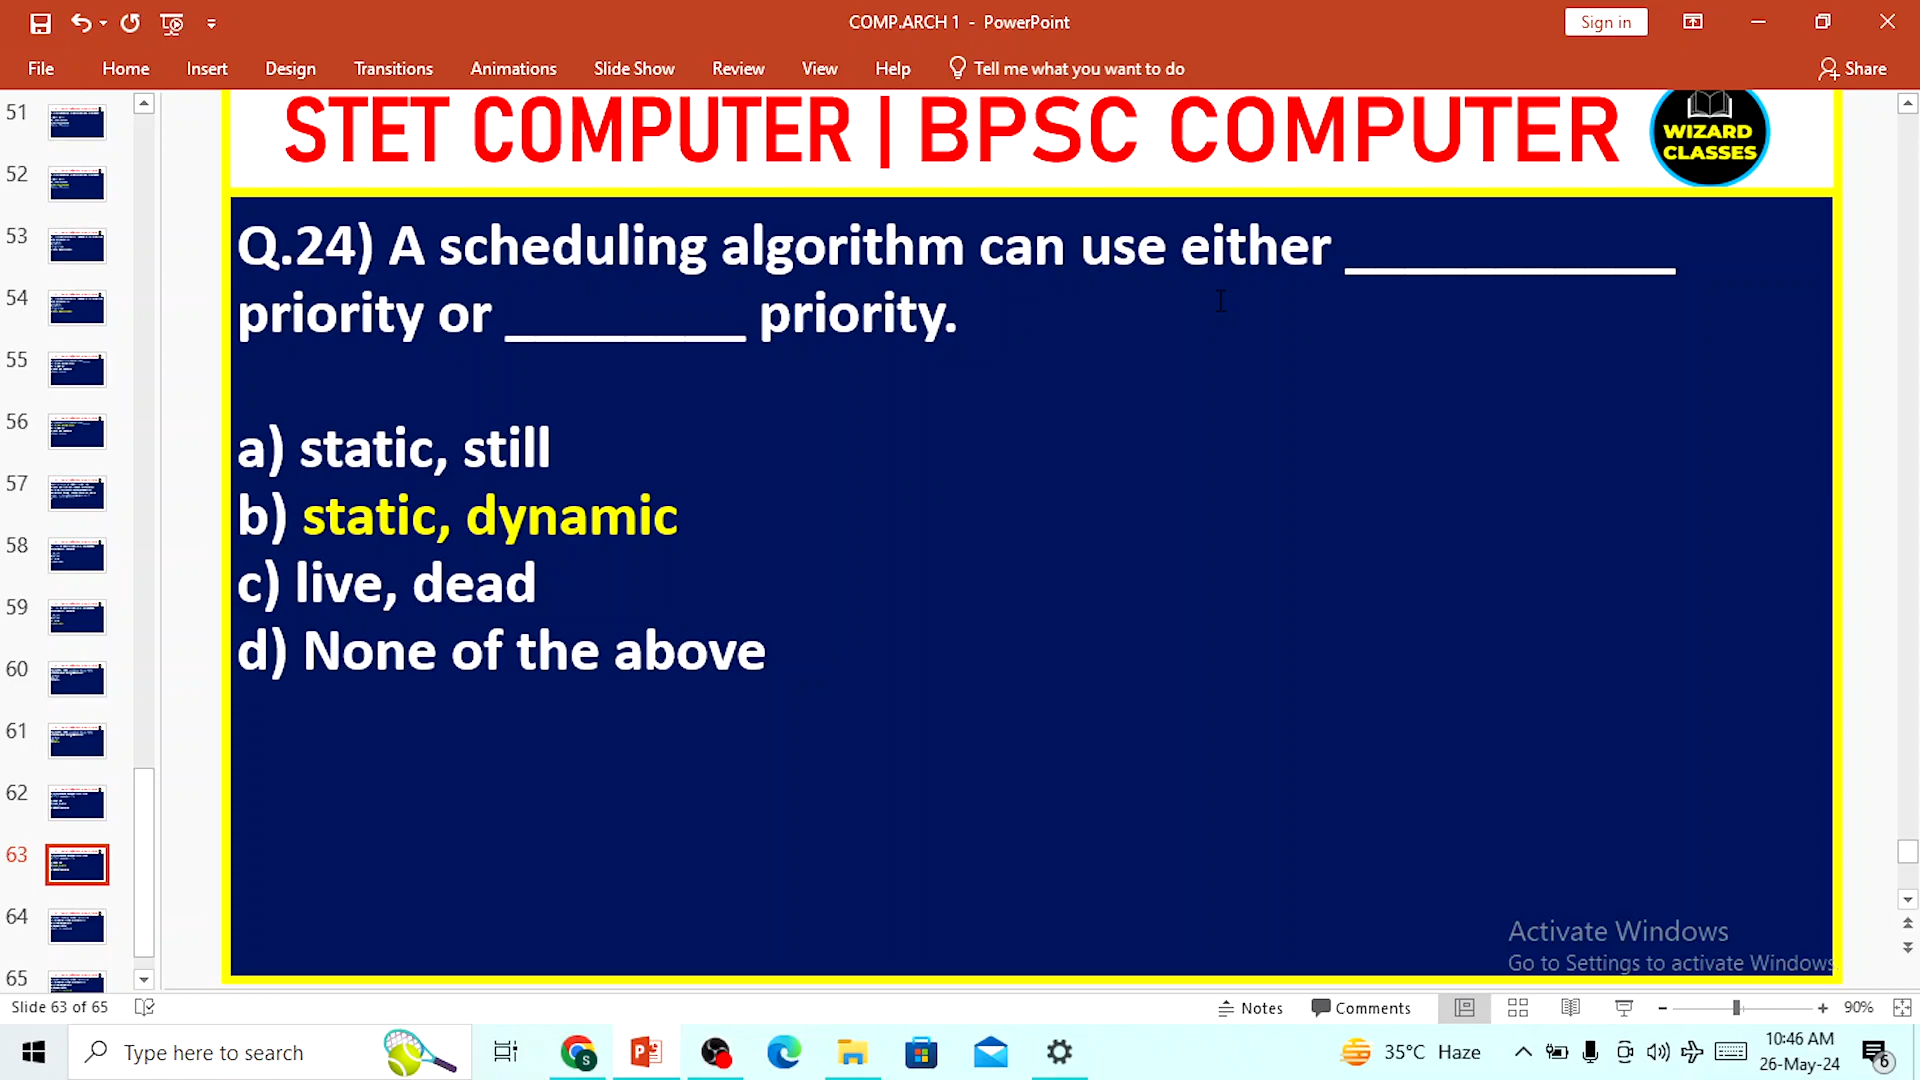 COMP.ARCH 1 - PowerPoint
Sign in
File Home Insert Design Transitions Animations Slide Show Review View Help Tell me what you want to do Share
STET COMPUTER | BPSC COMPUTER
WIZARD
CLASSES
Q.24) A scheduling algorithm can use either ___________
priority or ________ priority.
a) static, still
b) static, dynamic
c) live, dead
d) None of the above
51
52
53
54
55
56
57
58
59
60
61
62
63
64
65
Activate Windows
Go to Settings to activate Windows.
Slide 63 of 65 Notes Comments 90%
Type here to search
S
35°C Haze
10:46 AM
26-May-24
6